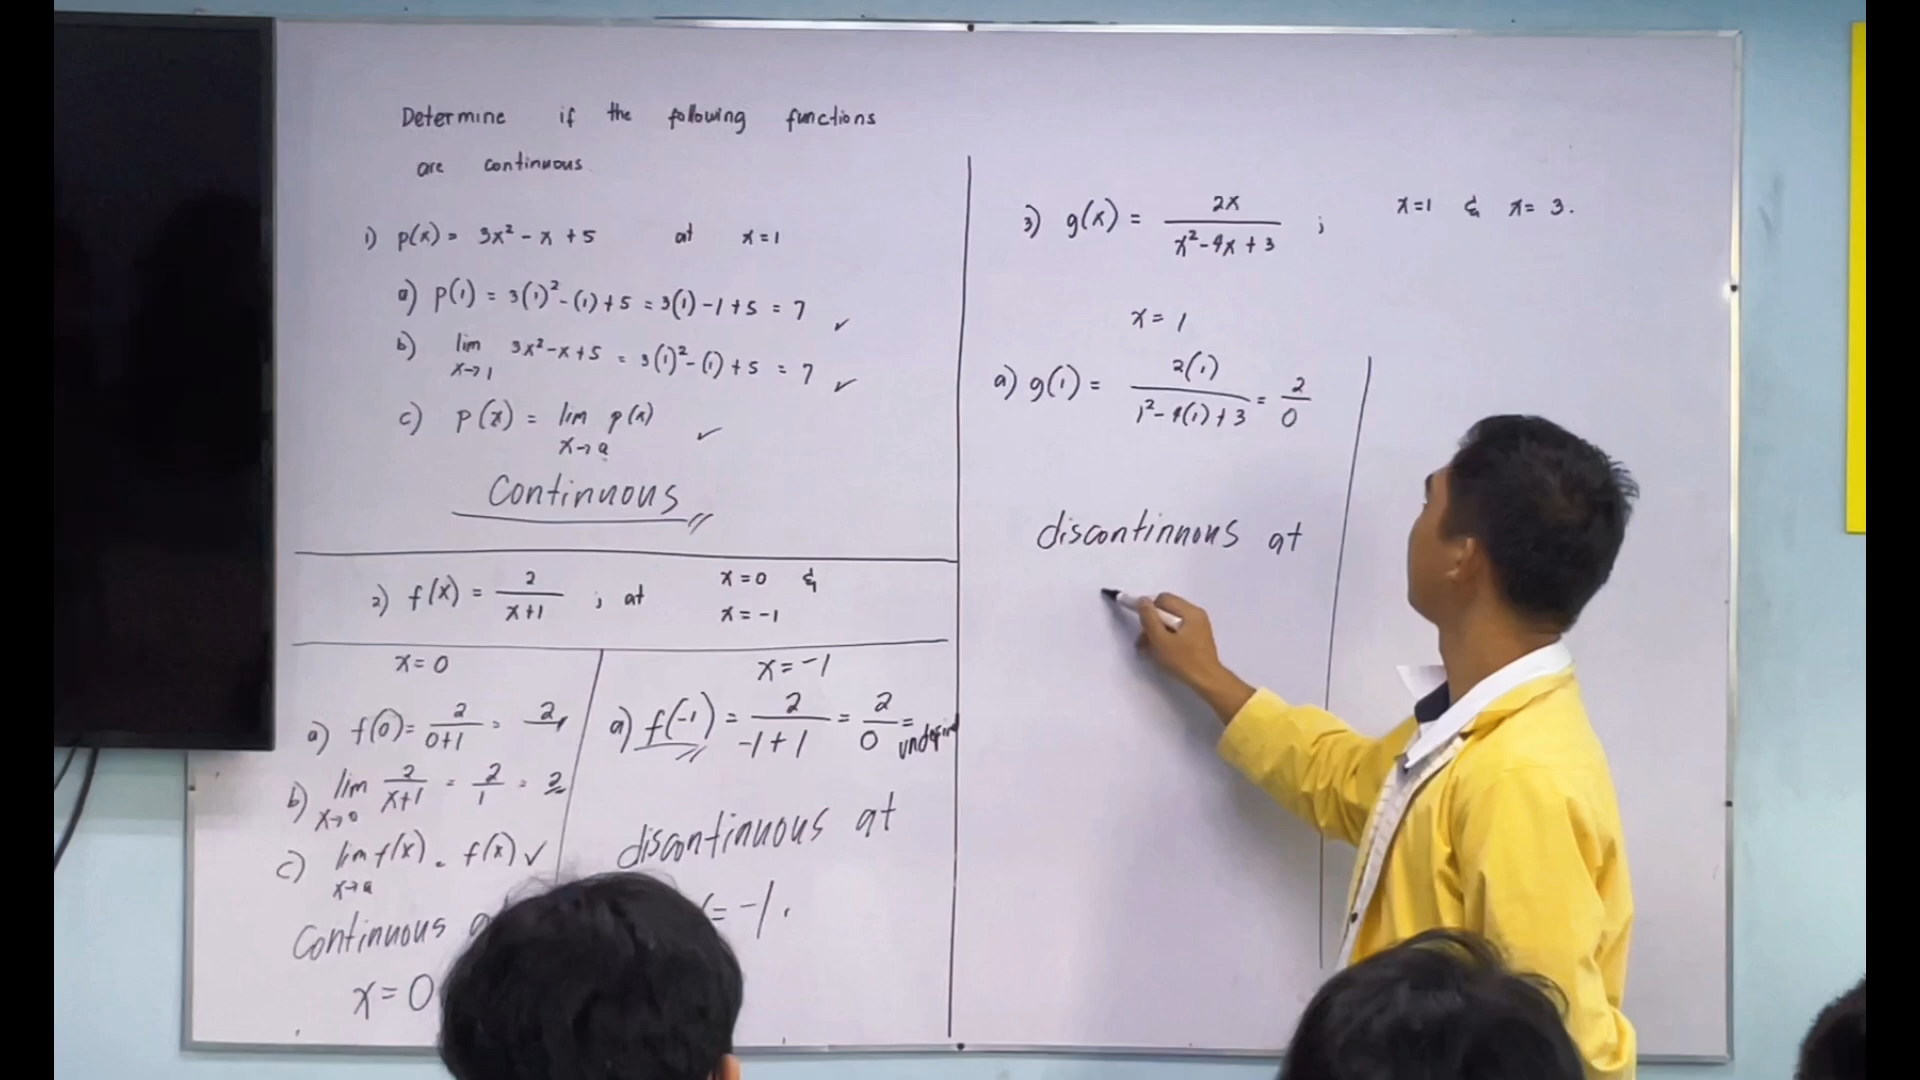 Determine if the following functions
are continuous
1) p(x) = 3x² - x + 5 at x = 1
a) p(1) = 3(1)² - (1) + 5 = 3(1) - 1 + 5 = 7 ✓
b) lim x→1 3x² - x + 5 = 3(1)² - (1) + 5 = 7 ✓
c) p(x) = lim x→a p(x) ✓
Continuous
2) f(x) = 2/(x+1) ; at x = 0 &
x = -1
x = 0
a) f(0) = 2/(0+1) = 2
b) lim x→0 2/(x+1) = 2/1 = 2
c) lim x→a f(x) = f(x) ✓
Continuous
x = 0
x = -1
a) f(-1) = 2/(-1+1) = 2/0 =
discontinuous at
= -1.
3) g(x) = 2x/(x² - 4x + 3) ; x = 1 & x = 3.
x = 1
a) g(1) = 2(1)/(1² - 4(1) + 3) = 2/0
discontinuous at